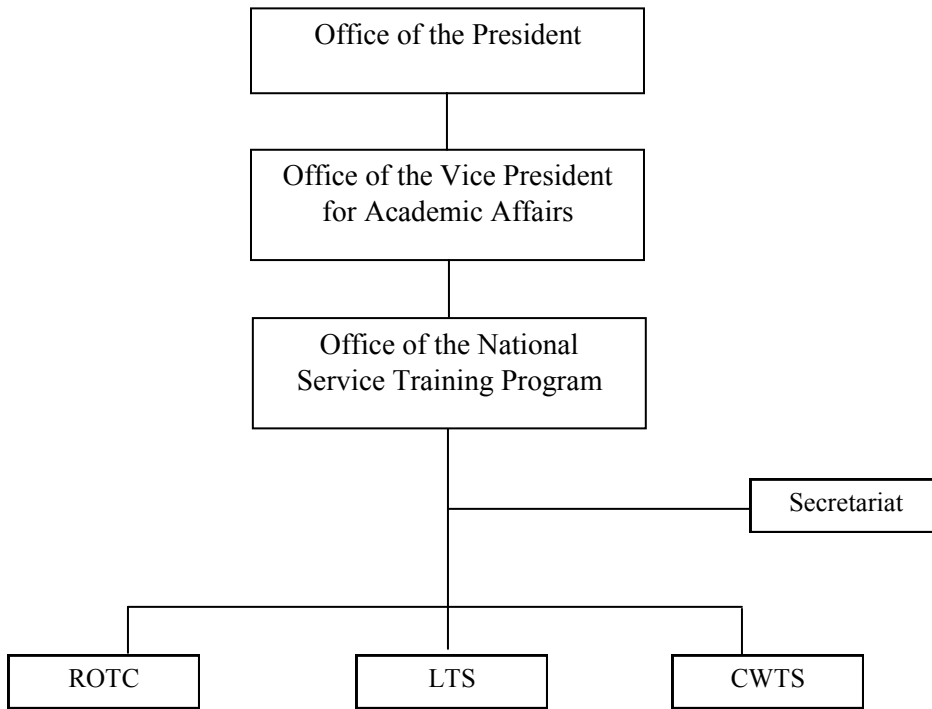 Office of the President
Office of the Vice President
for Academic Affairs
Office of the National
Service Training Program
Secretariat
ROTC
LTS
CWTS